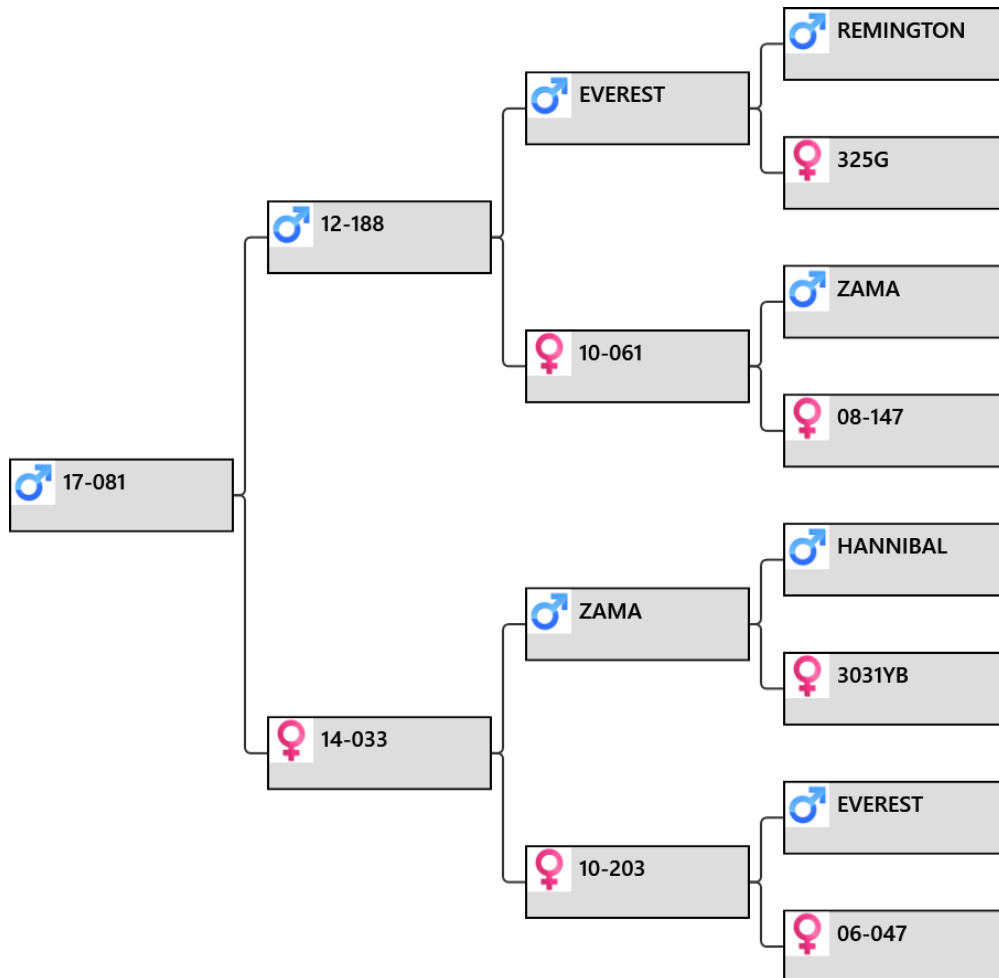 REMINGTON
EVEREST
325G
12-188
ZAMA
10-061
08-147
17-081
HANNIBAL
ZAMA
3031YB
14-033
EVEREST
10-203
06-047